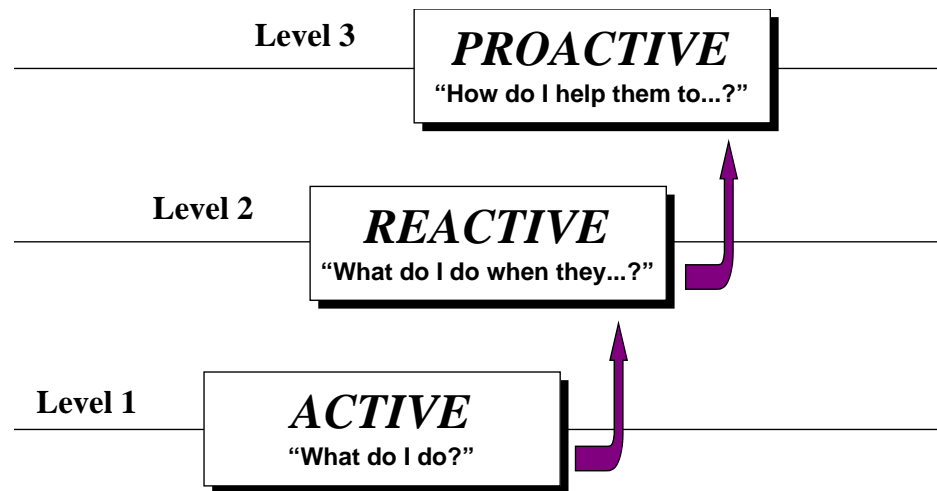 Level 3
PROACTIVE
“How do I help them to...?”
Level 2
REACTIVE
“What do I do when they...?”
Level 1
ACTIVE
“What do I do?”